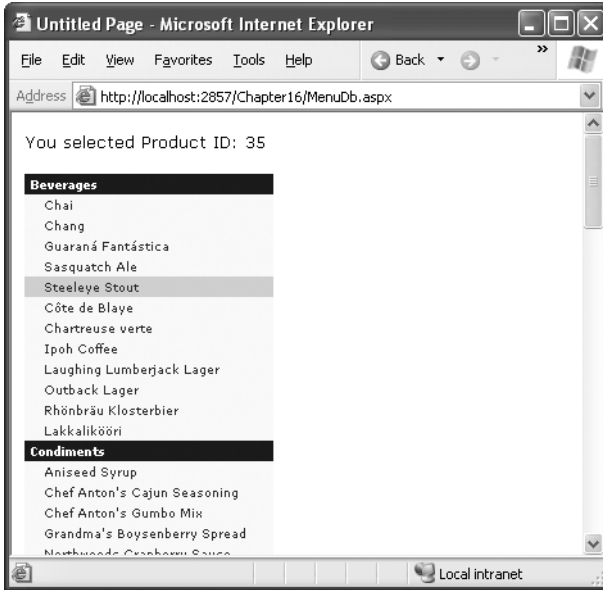 Untitled Page - Microsoft Internet Explorer
File Edit View Favorites Tools Help Back »
Address http://localhost:2857/Chapter16/MenuDb.aspx
You selected Product ID: 35
Beverages
Chai
Chang
Guaraná Fantástica
Sasquatch Ale
Steeleye Stout
Côte de Blaye
Chartreuse verte
Ipoh Coffee
Laughing Lumberjack Lager
Outback Lager
Rhönbräu Klosterbier
Lakkalikööri
Condiments
Aniseed Syrup
Chef Anton's Cajun Seasoning
Chef Anton's Gumbo Mix
Grandma's Boysenberry Spread
Northwoods Cranberry Sauce
Local intranet